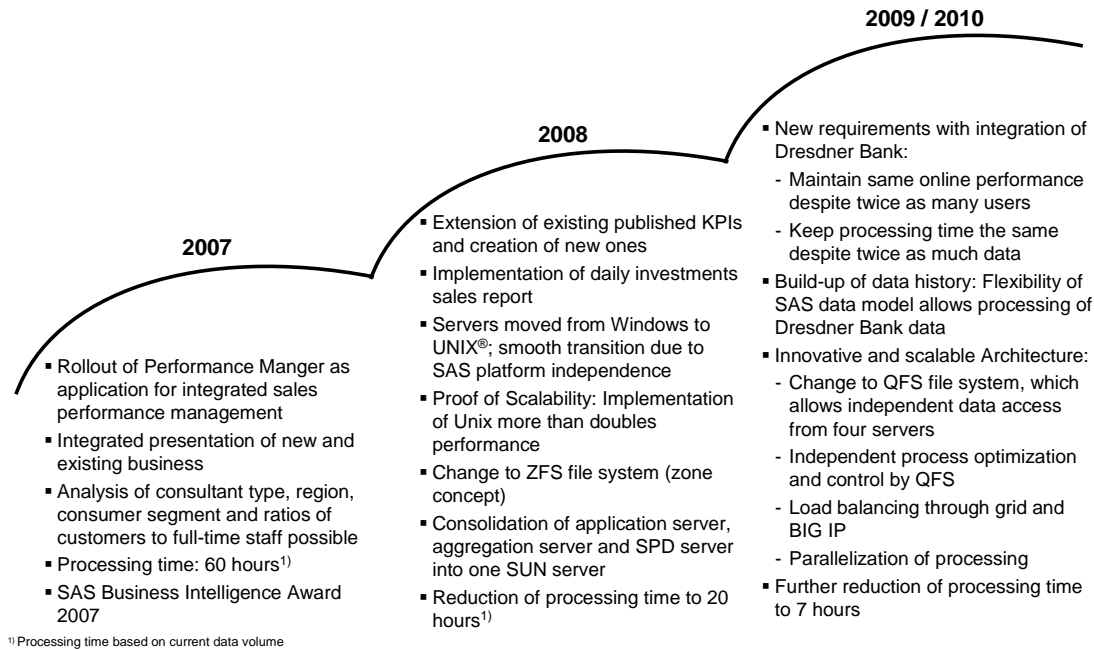 2007
▪ Rollout of Performance Manger as
application for integrated sales
performance management
▪ Integrated presentation of new and
existing business
▪ Analysis of consultant type, region,
consumer segment and ratios of
customers to full-time staff possible
▪ Processing time: 60 hours1)
▪ SAS Business Intelligence Award
2007
1) Processing time based on current data volume
2008
▪ Extension of existing published KPIs
and creation of new ones
▪ Implementation of daily investments
sales report
▪ Servers moved from Windows to
UNIX®; smooth transition due to
SAS platform independence
▪ Proof of Scalability: Implementation
of Unix more than doubles
performance
▪ Change to ZFS file system (zone
concept)
▪ Consolidation of application server,
aggregation server and SPD server
into one SUN server
▪ Reduction of processing time to 20
hours1)
2009 / 2010
▪ New requirements with integration of
Dresdner Bank:
- Maintain same online performance
despite twice as many users
- Keep processing time the same
despite twice as much data
▪ Build-up of data history: Flexibility of
SAS data model allows processing of
Dresdner Bank data
▪ Innovative and scalable Architecture:
- Change to QFS file system, which
allows independent data access
from four servers
- Independent process optimization
and control by QFS
- Load balancing through grid and
BIG IP
- Parallelization of processing
▪ Further reduction of processing time
to 7 hours